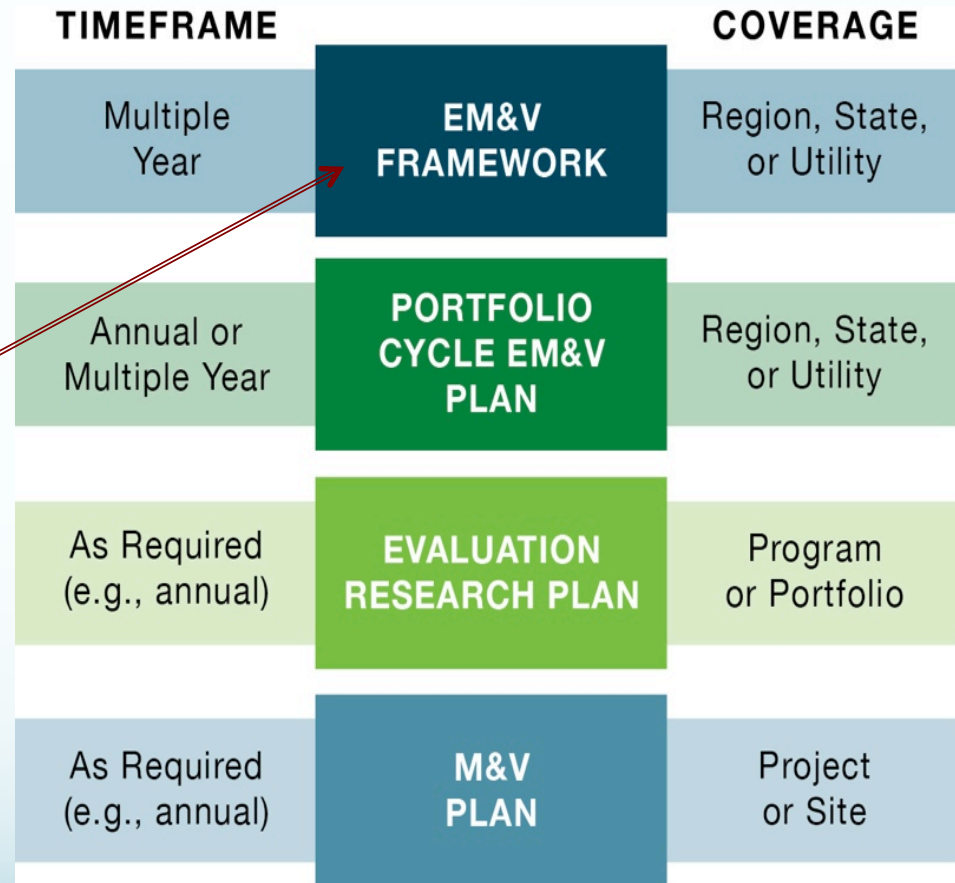 TIMEFRAME
COVERAGE
Multiple
Year
EM&V
FRAMEWORK
Region, State,
or Utility
Annual or
Multiple Year
PORTFOLIO
CYCLE EM&V
PLAN
Region, State,
or Utility
As Required
(e.g., annual)
EVALUATION
RESEARCH PLAN
Program
or Portfolio
As Required
(e.g., annual)
M&V
PLAN
Project
or Site